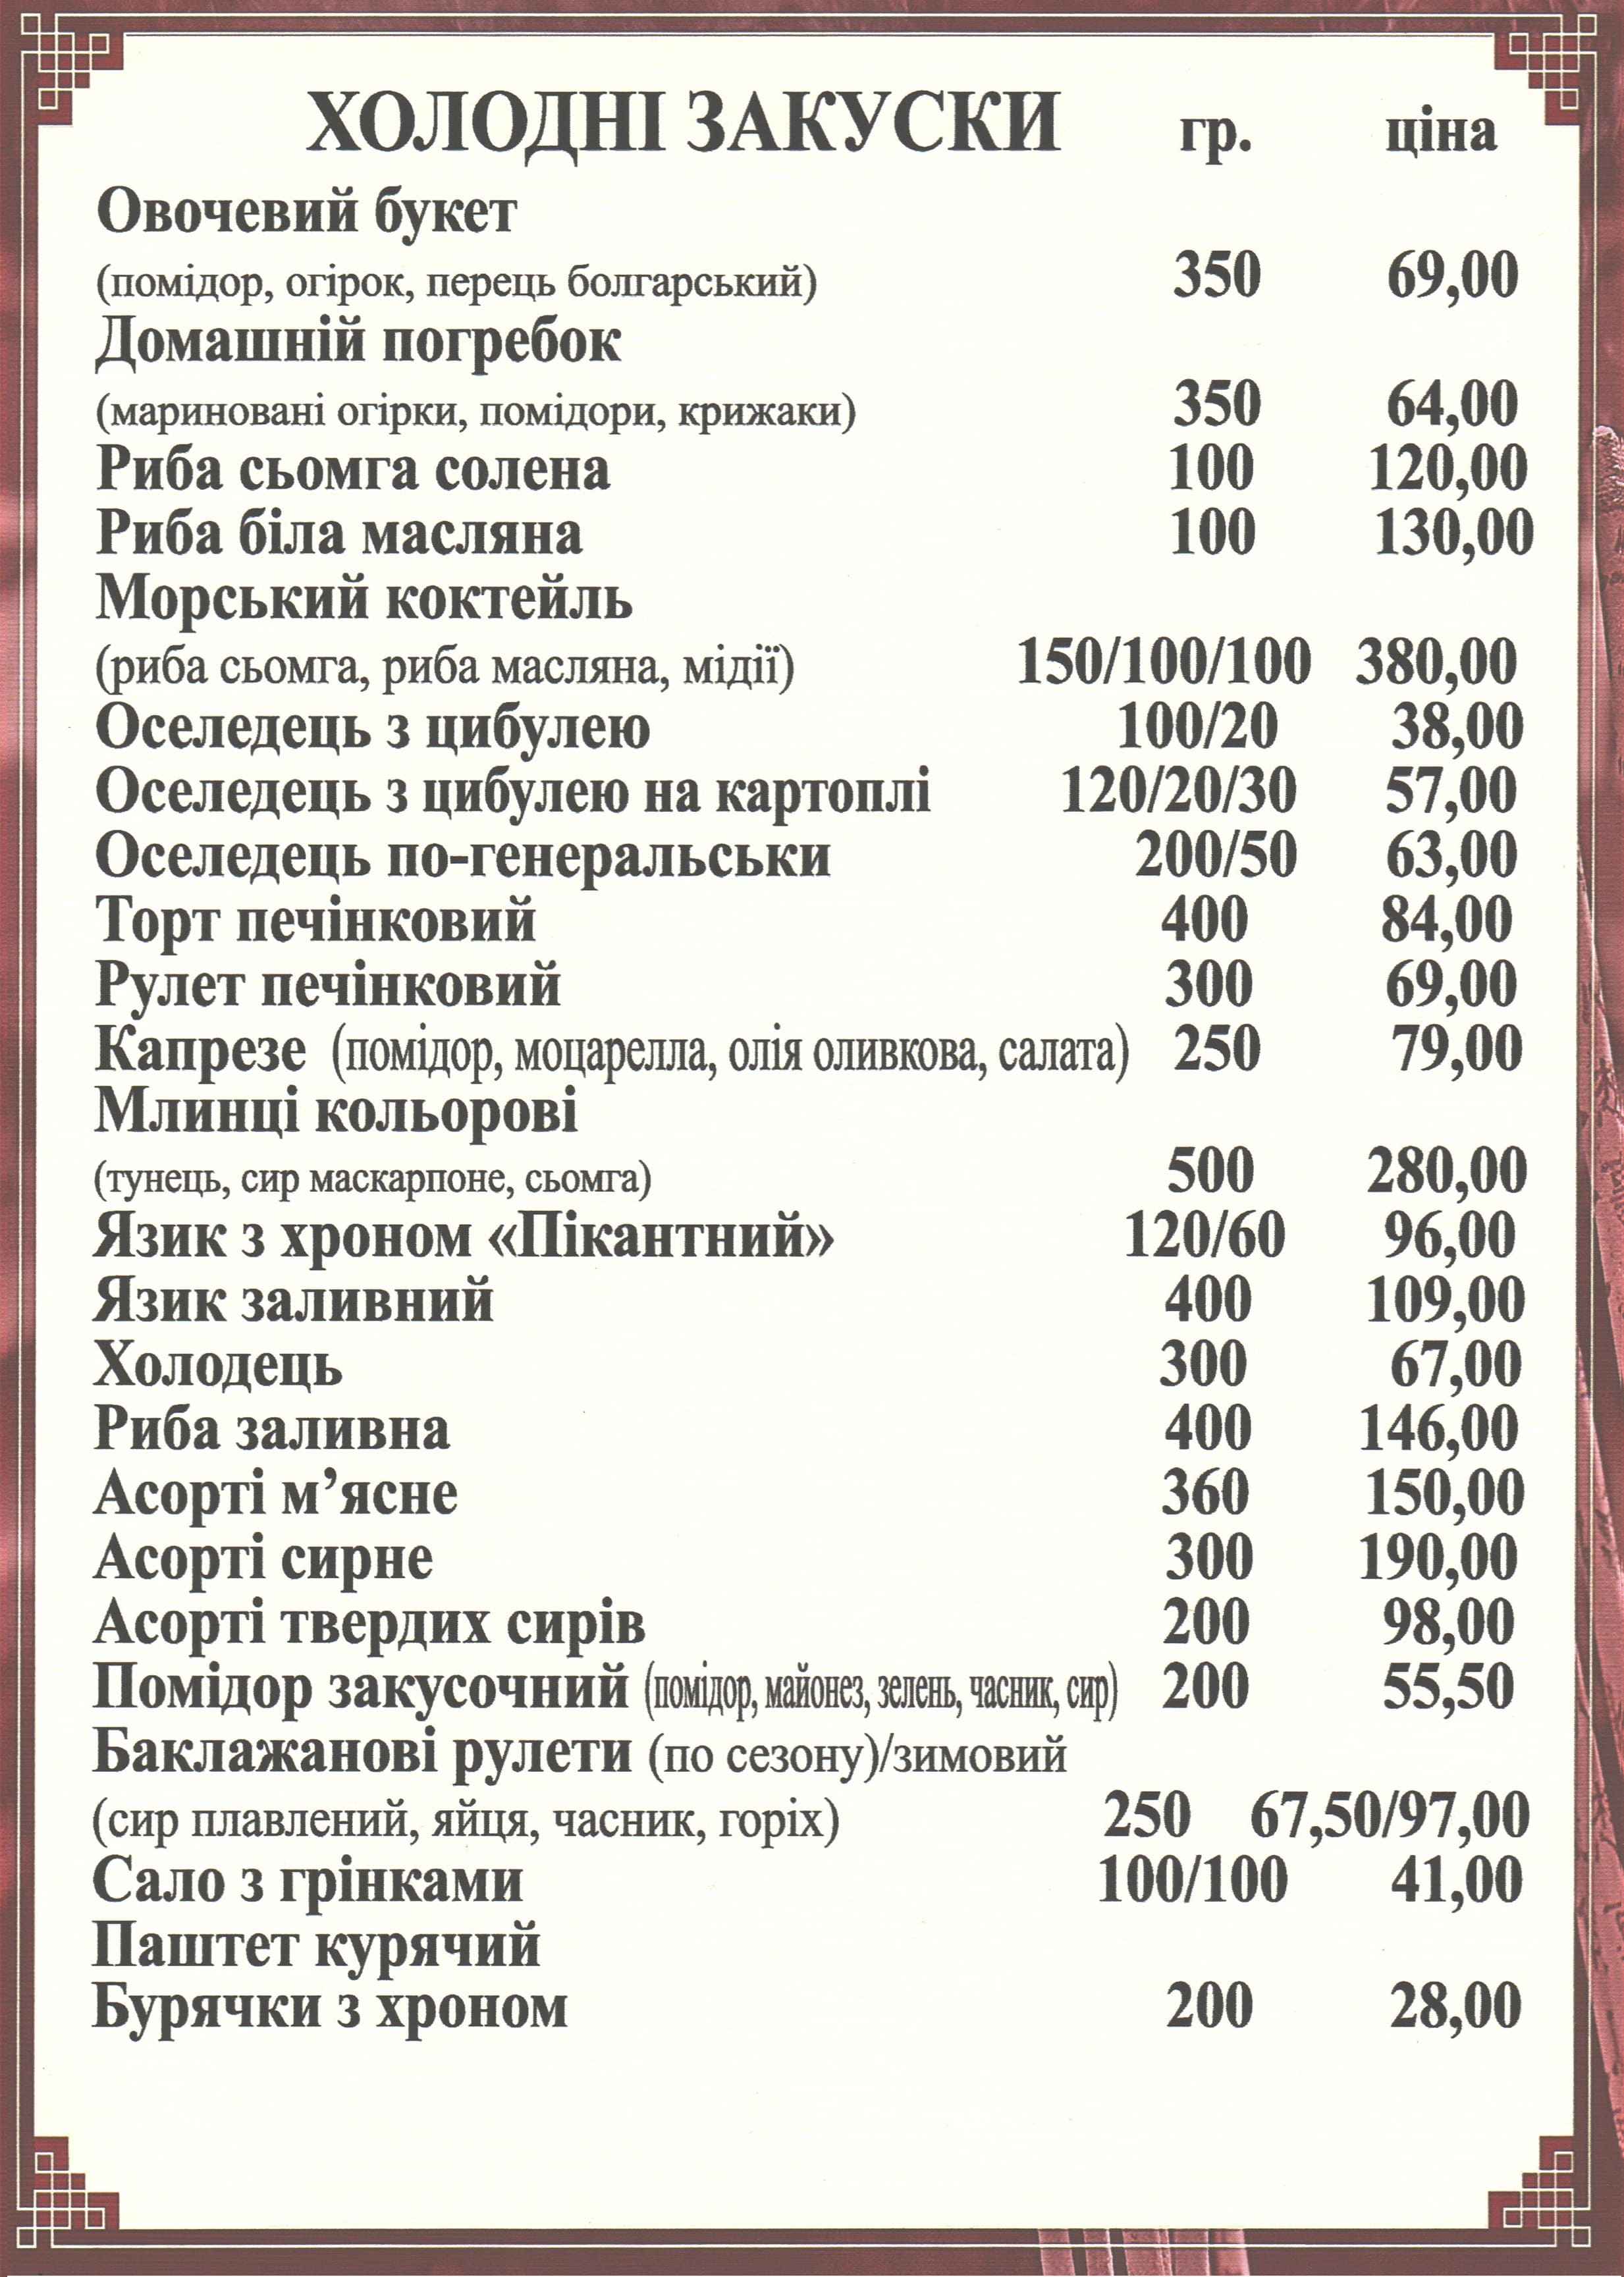 ХОЛОДНІ ЗАКУСКИ гр. ціна
Овочевий букет
(помідор, огірок, перець болгарський) 350 69,00
Домашній погребок
(мариновані огірки, помідори, крижаки) 350 64,00
Риба сьомга солена 100 120,00
Риба біла масляна 100 130,00
Морський коктейль
(риба сьомга, риба масляна, мідії) 150/100/100 380,00
Оселедець з цибулею 100/20 38,00
Оселедець з цибулею на картоплі 120/20/30 57,00
Оселедець по-генеральськи 200/50 63,00
Торт печінковий 400 84,00
Рулет печінковий 300 69,00
Капрезе (помідор, моцарелла, олія оливкова, салата) 250 79,00
Млинці кольорові
(тунець, сир маскарпоне, сьомга) 500 280,00
Язик з хроном «Пікантний» 120/60 96,00
Язик заливний 400 109,00
Холодець 300 67,00
Риба заливна 400 146,00
Асорті м’ясне 360 150,00
Асорті сирне 300 190,00
Асорті твердих сирів 200 98,00
Помідор закусочний (помідор, майонез, зелень, часник, сир) 200 55,50
Баклажанові рулети (по сезону)/зимовий
(сир плавлений, яйця, часник, горіх) 250 67,50/97,00
Сало з грінками 100/100 41,00
Паштет курячий
Бурячки з хроном 200 28,00